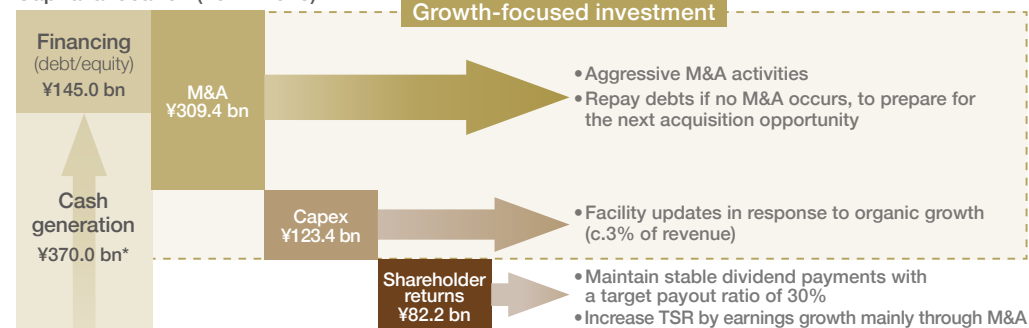 Growth-focused investment
Financing
(debt/equity)
¥145.0 bn
M&A
¥309.4 bn
• Aggressive M&A activities
• Repay debts if no M&A occurs, to prepare for
the next acquisition opportunity
Cash
generation
¥370.0 bn*
Capex
¥123.4 bn
• Facility updates in response to organic growth
(c.3% of revenue)
Shareholder
returns
¥82.2 bn
• Maintain stable dividend payments with
a target payout ratio of 30%
• Increase TSR by earnings growth mainly through M&A